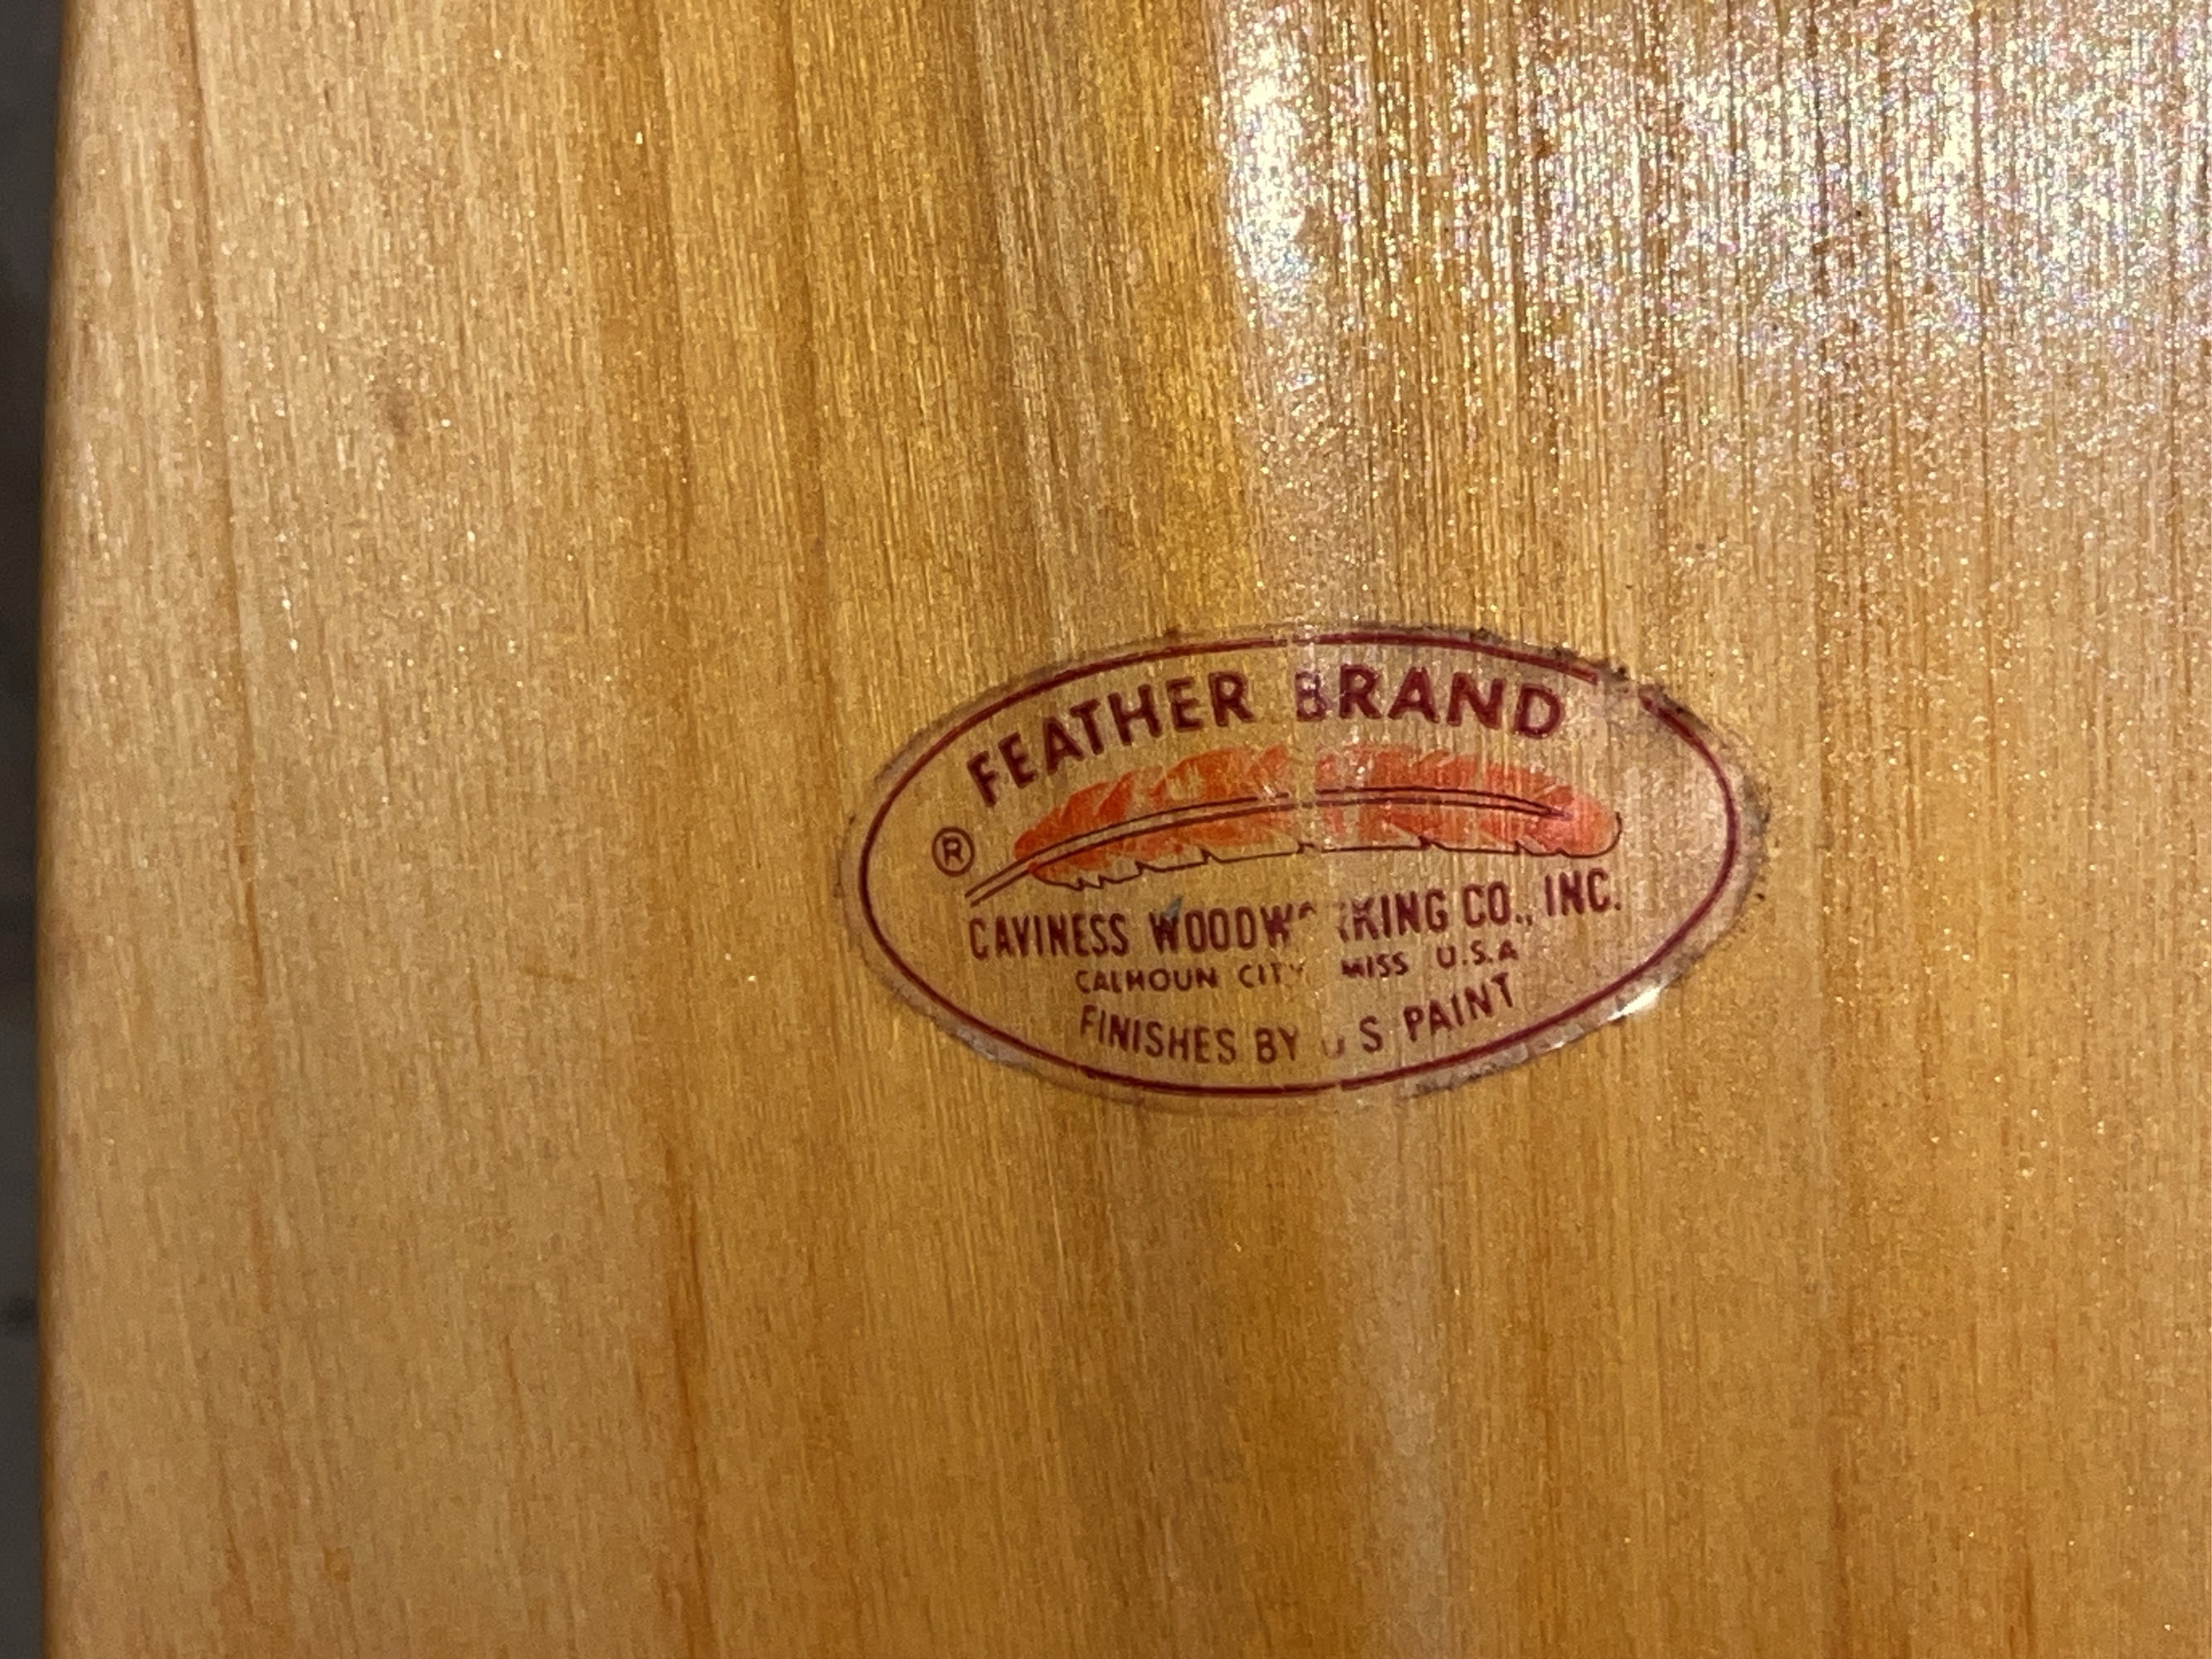 FEATHER BRAND
®
CAVINESS WOODWORKING CO., INC.
CALHOUN CITY MISS U.S.A
FINISHES BY U S PAINT